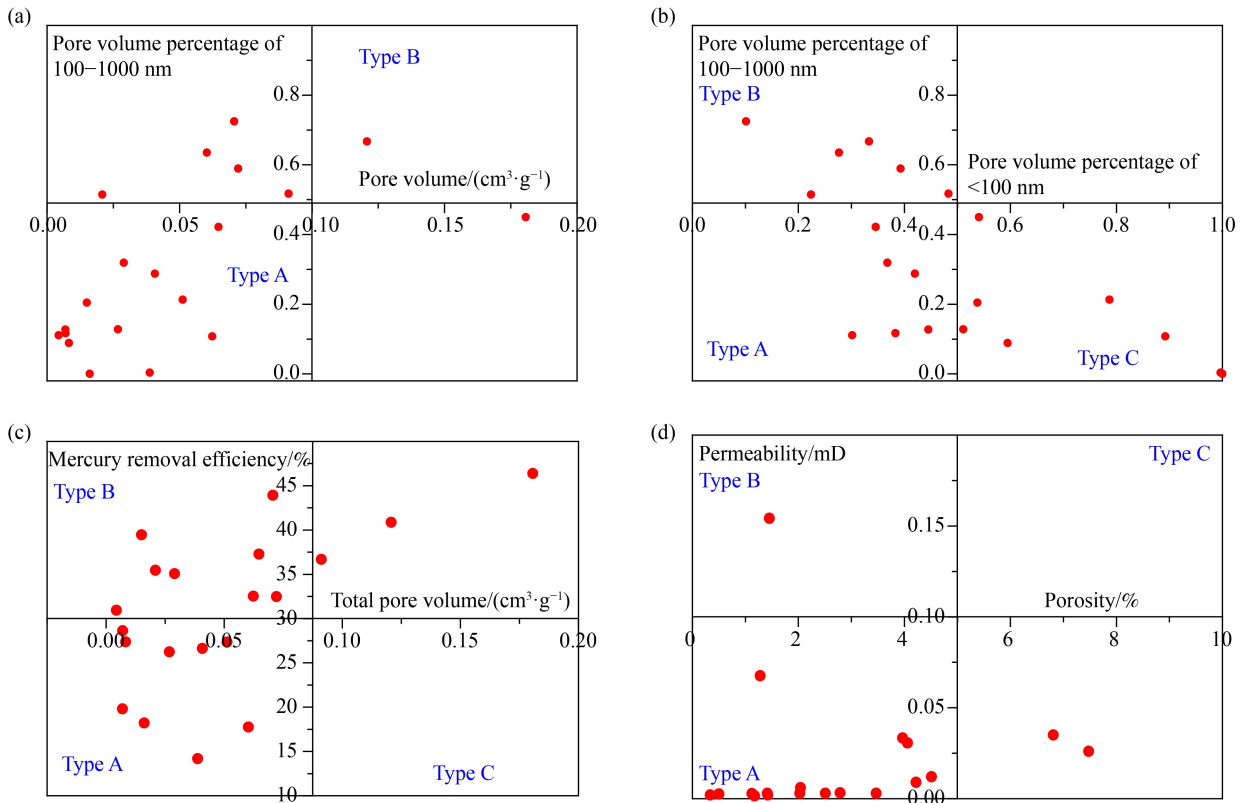 (a)
Pore volume percentage of
100−1000 nm
Type B
0.8
0.6
Pore volume/(cm³·g⁻¹)
0.00
0.05
0.10
0.15
0.20
0.4
Type A
0.2
0.0
(b)
Pore volume percentage of
100−1000 nm
Type B
0.8
0.6
Pore volume percentage of
<100 nm
0.0
0.2
0.4
0.6
0.8
1.0
0.4
0.2
Type A
Type C
0.0
(c)
Mercury removal efficiency/%
Type B
45
40
35
Total pore volume/(cm³·g⁻¹)
30
0.00
0.05
0.10
0.15
0.20
25
20
15
Type A
Type C
10
(d)
Permeability/mD
Type B
Type C
0.15
Porosity/%
0.10
0
2
4
6
8
10
0.05
Type A
0.00